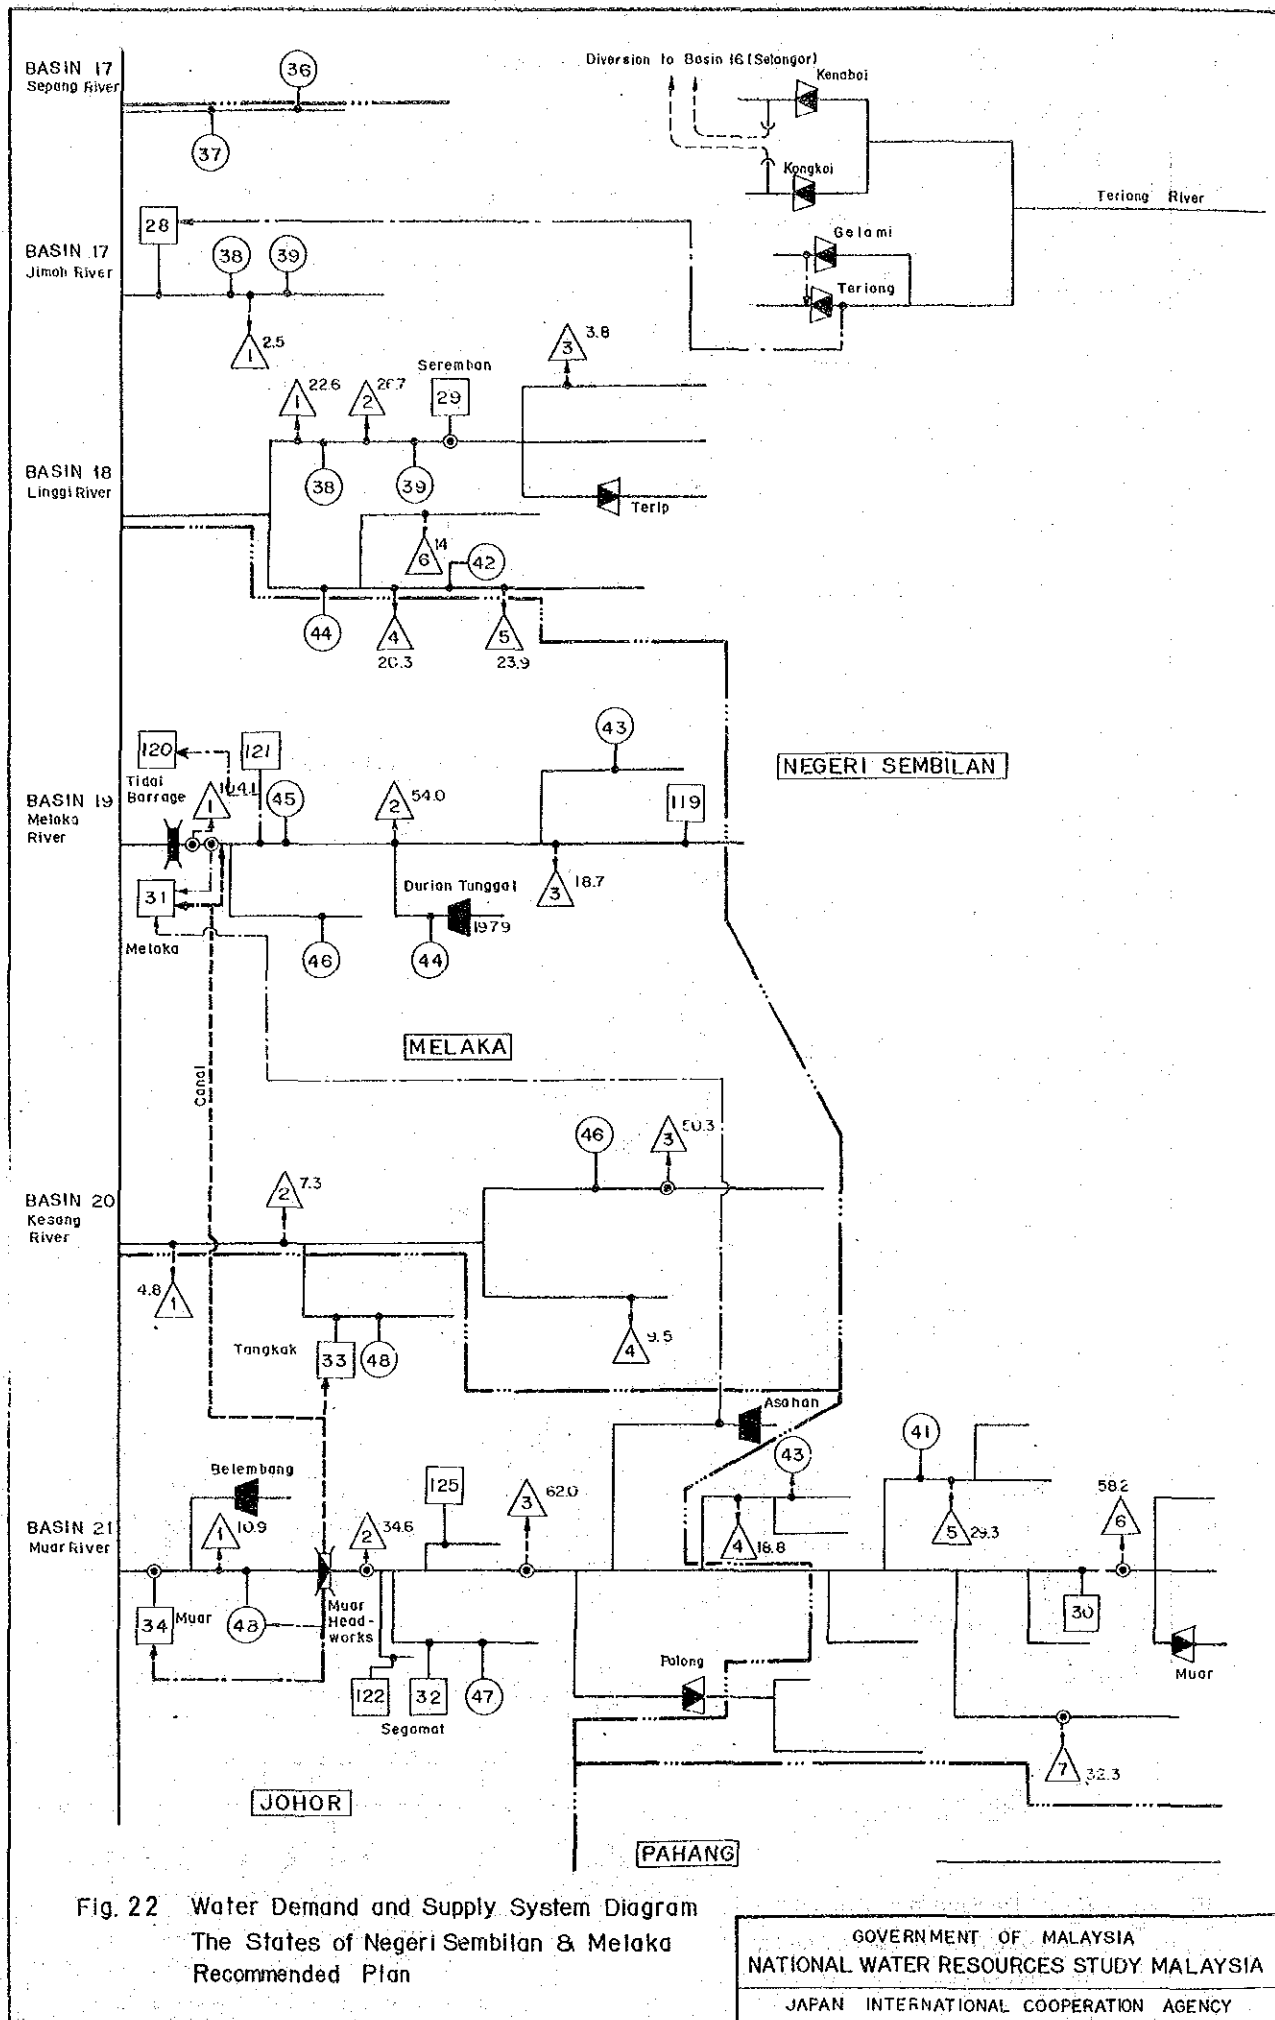 BASIN 17
Sepang River
36
37
Diversion to Basin 16 (Selangor)
Kenaboi
Kongkoi
Teriong River
Gelami
Teriong
28
BASIN 17
Jimoh River
38
39
1
2.5
3
3.8
Seremban
1
22.6
2
26.7
29
BASIN 18
Linggi River
38
39
Terip
6
14
42
44
4
20.3
5
23.9
43
NEGERI SEMBILAN
120
121
Tidal
Barrage
1
104.1
45
2
54.0
119
BASIN 19
Melaka
River
31
Melaka
Durian Tunggal
1979
3
18.7
46
44
MELAKA
Canal
46
3
50.3
BASIN 20
Kesang
River
2
7.3
4.8
1
Tangkak
33
48
4
9.5
Asahan
43
41
Belembang
125
3
62.0
58.2
6
BASIN 21
Muar River
1
10.9
2
34.6
4
18.8
5
29.3
34
Muar
48
Muar
Head-
works
30
Muar
122
32
47
Segamat
Palong
7
32.3
JOHOR
PAHANG
Fig. 22 Water Demand and Supply System Diagram
The States of Negeri Sembilan & Melaka
Recommended Plan
GOVERNMENT OF MALAYSIA
NATIONAL WATER RESOURCES STUDY MALAYSIA
JAPAN INTERNATIONAL COOPERATION AGENCY